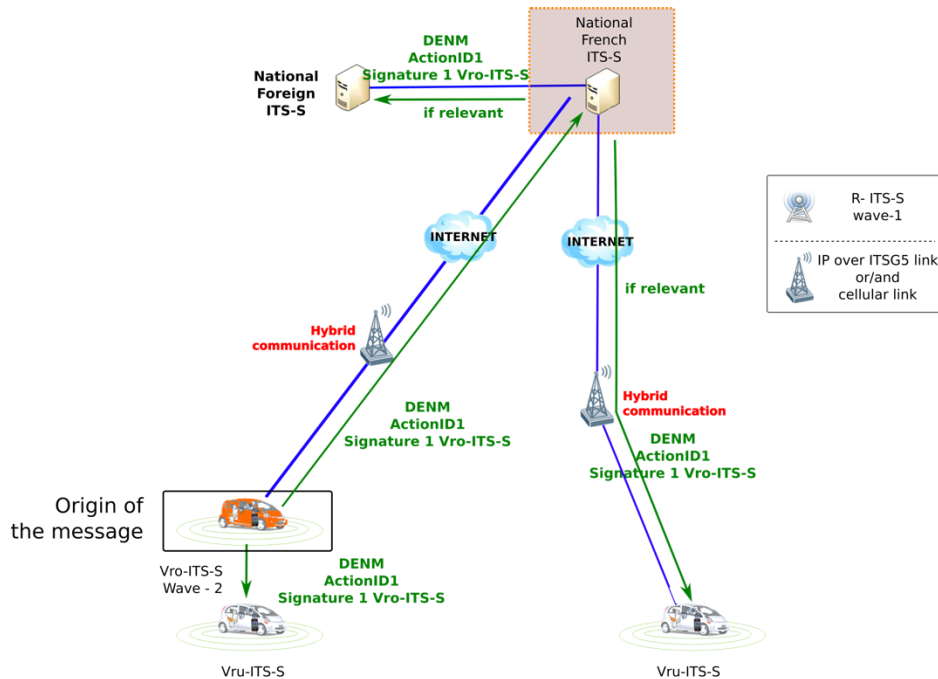 National
French
ITS-S
DENM
ActionID1
Signature 1 Vro-ITS-S
National
Foreign
ITS-S
if relevant
R- ITS-S
wave-1
IP over ITSG5 link
or/and
cellular link
INTERNET
INTERNET
if relevant
Hybrid
communication
Hybrid
communication
DENM
ActionID1
Signature 1 Vro-ITS-S
DENM
ActionID1
Signature 1 Vro-ITS-S
Origin of
the message
Vro-ITS-S
Wave - 2
DENM
ActionID1
Signature 1 Vro-ITS-S
Vru-ITS-S
Vru-ITS-S